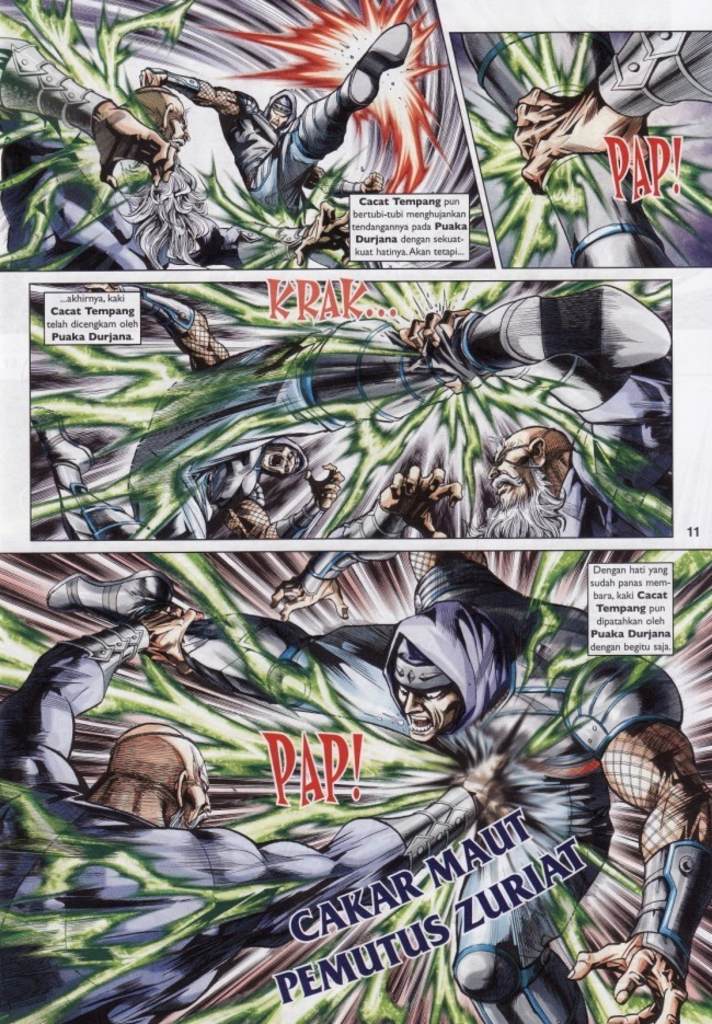 Cacat Tempang pun
bertubi-tubi menghujankan
tendangannya pada Puaka
Durjana dengan sekuat-
kuat hatinya. Akan tetapi...
PAP!
...akhirnya, kaki
Cacat Tempang
telah dicengkam oleh
Puaka Durjana.
KRAK...
11
Dengan hati yang
sudah panas mem-
bara, kaki Cacat
Tempang pun
dipatahkan oleh
Puaka Durjana
dengan begitu saja.
PAP!
CAKAR MAUT
PEMUTUS ZURIAT